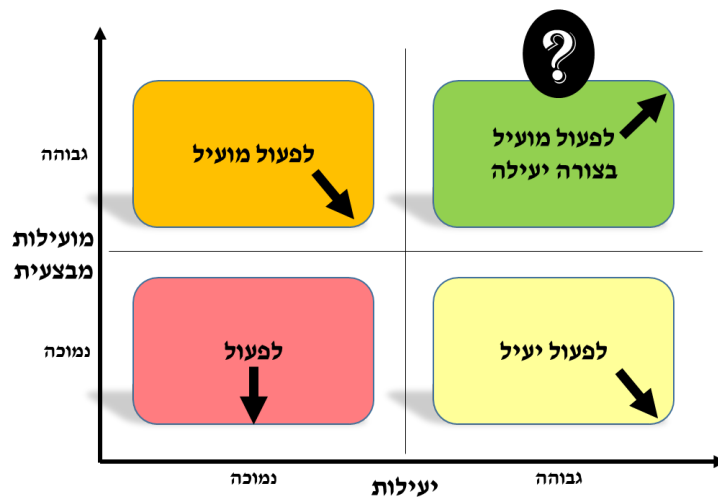 ?
גבוהה
לפעול מועיל
לפעול מועיל
בצורה יעילה
מועילות
מבצעית
נמוכה
לפעול
לפעול יעיל
נמוכה
יעילות
גבוהה